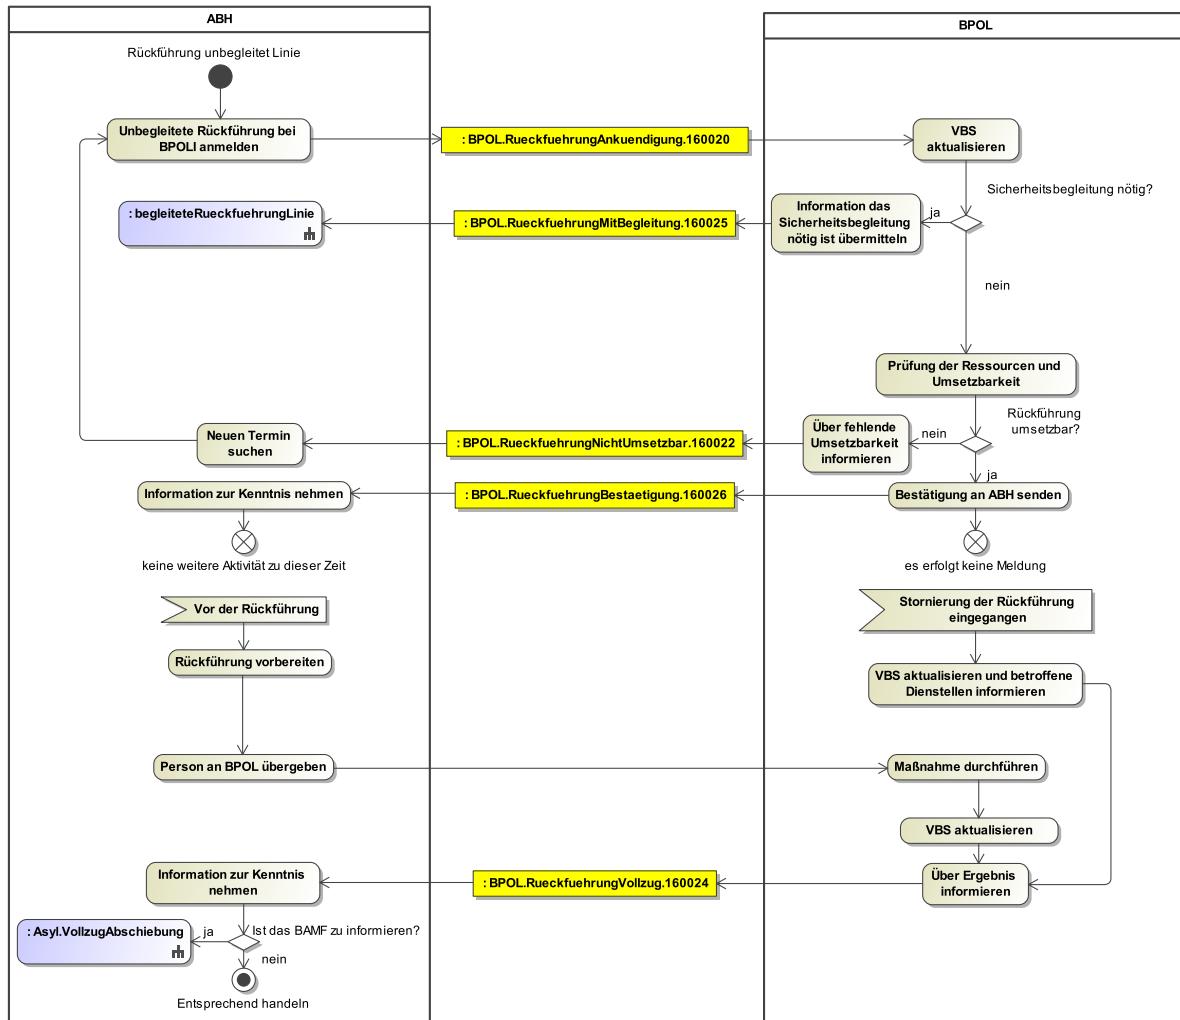 ABH
BPOL
Rückführung unbegleitet Linie
Unbegleitete Rückführung bei
BPOLI anmelden
: BPOL.RueckfuehrungAnkuendigung.160020
VBS
aktualisieren
Sicherheitsbegleitung nötig?
: begleiteteRueckfuehrungLinie
: BPOL.RueckfuehrungMitBegleitung.160025
Information das
Sicherheitsbegleitung
nötig ist übermitteln
ja
nein
Prüfung der Ressourcen und
Umsetzbarkeit
Rückführung
umsetzbar?
Neuen Termin
suchen
: BPOL.RueckfuehrungNichtUmsetzbar.160022
Über fehlende
Umsetzbarkeit
informieren
nein
ja
Information zur Kenntnis nehmen
: BPOL.RueckfuehrungBestaetigung.160026
Bestätigung an ABH senden
keine weitere Aktivität zu dieser Zeit
es erfolgt keine Meldung
Vor der Rückführung
Stornierung der Rückführung
eingegangen
Rückführung vorbereiten
VBS aktualisieren und betroffene
Dienstellen informieren
Person an BPOL übergeben
Maßnahme durchführen
VBS aktualisieren
Information zur Kenntnis
nehmen
: BPOL.RueckfuehrungVollzug.160024
Über Ergebnis
informieren
: Asyl.VollzugAbschiebung
ja
Ist das BAMF zu informieren?
nein
Entsprechend handeln